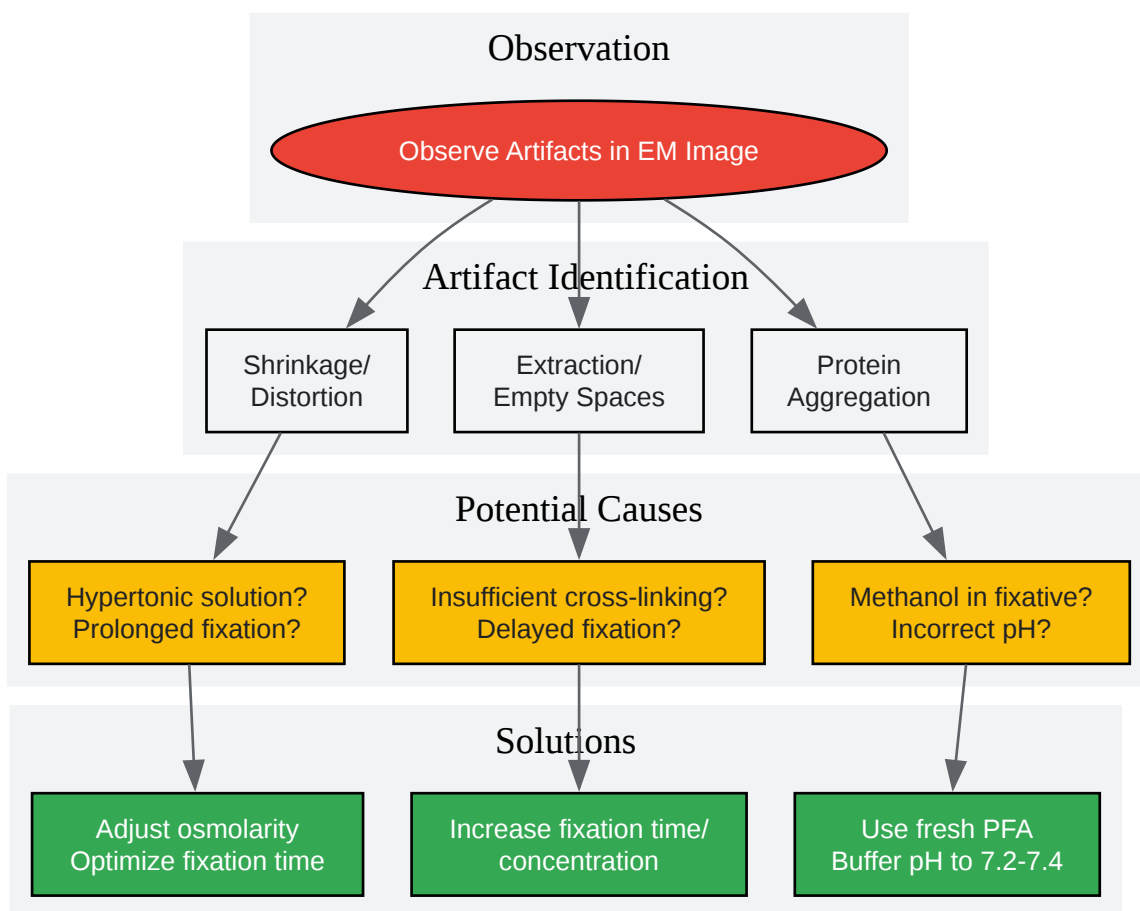 Observation
Observe Artifacts in EM Image
Artifact Identification
Shrinkage/
Distortion
Extraction/
Empty Spaces
Protein
Aggregation
Potential Causes
Hypertonic solution?
Prolonged fixation?
Insufficient cross-linking?
Delayed fixation?
Methanol in fixative?
Incorrect pH?
Solutions
Adjust osmolarity
Optimize fixation time
Increase fixation time/
concentration
Use fresh PFA
Buffer pH to 7.2-7.4